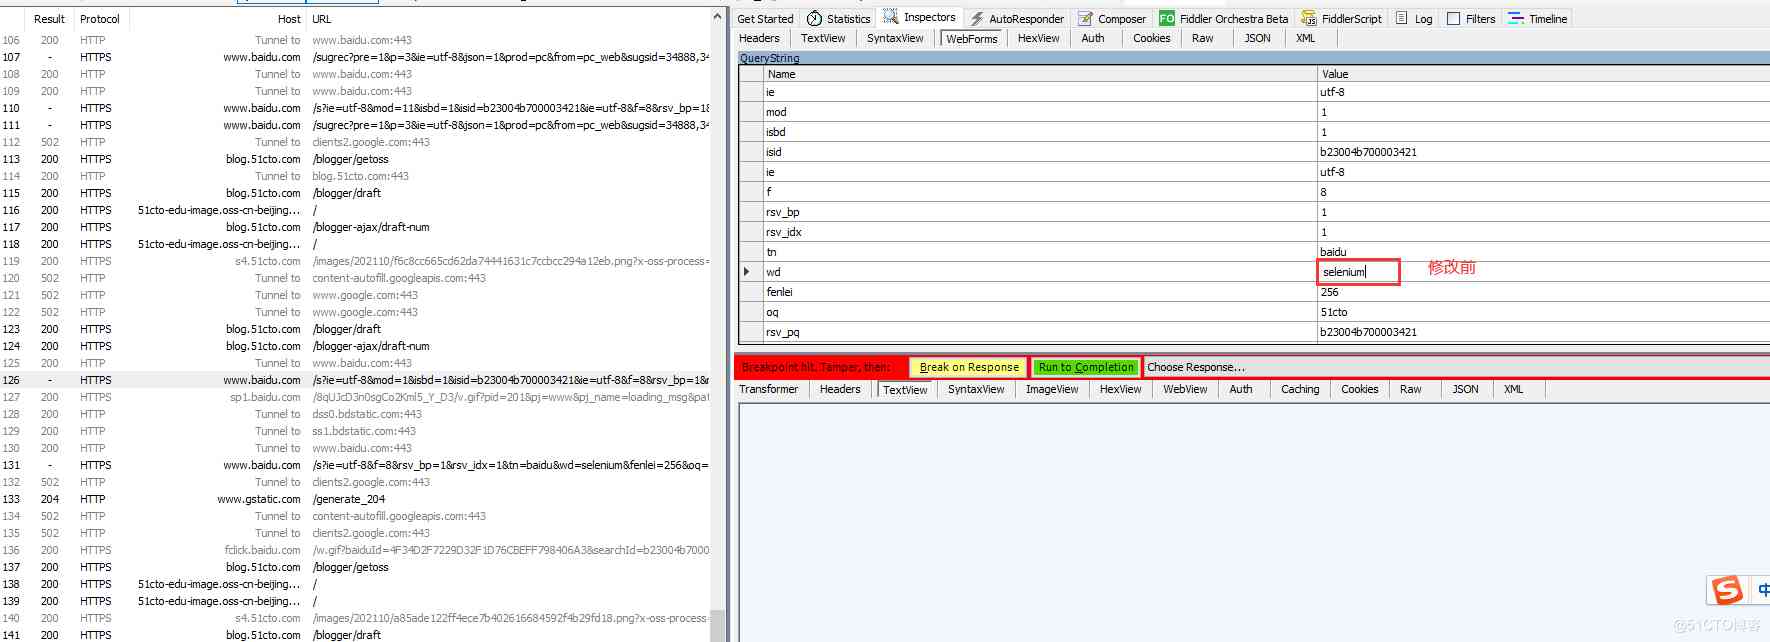 Result Protocol Host URL
106 200 HTTP Tunnel to www.baidu.com:443
107 - HTTPS www.baidu.com /sugrec?pre=1&p=3&ie=utf-8&json=1&prod=pc&from=pc_web&sugsid=34888,34
108 200 HTTP Tunnel to www.baidu.com:443
109 200 HTTP Tunnel to www.baidu.com:443
110 - HTTPS www.baidu.com /s?ie=utf-8&mod=11&isbd=1&isid=b23004b700003421&ie=utf-8&f=8&rsv_bp=1&
111 - HTTPS www.baidu.com /sugrec?pre=1&p=3&ie=utf-8&json=1&prod=pc&from=pc_web&sugsid=34888,34
112 502 HTTP Tunnel to clients2.google.com:443
113 200 HTTPS blog.51cto.com /blogger/getoss
114 200 HTTP Tunnel to blog.51cto.com:443
115 200 HTTPS blog.51cto.com /blogger/draft
116 200 HTTPS 51cto-edu-image.oss-cn-beijing... /
117 200 HTTPS blog.51cto.com /blogger-ajax/draft-num
118 200 HTTPS 51cto-edu-image.oss-cn-beijing... /
119 200 HTTPS s4.51cto.com /images/202110/f6c8cc665cd62da74441631c7ccbcc294a12eb.png?x-oss-process=
120 502 HTTP Tunnel to content-autofill.googleapis.com:443
121 502 HTTP Tunnel to www.google.com:443
122 502 HTTP Tunnel to www.google.com:443
123 200 HTTPS blog.51cto.com /blogger/draft
124 200 HTTPS blog.51cto.com /blogger-ajax/draft-num
125 200 HTTP Tunnel to www.baidu.com:443
126 - HTTPS www.baidu.com /s?ie=utf-8&mod=1&isbd=1&isid=b23004b700003421&ie=utf-8&f=8&rsv_bp=1&r
127 200 HTTPS sp1.baidu.com /8qUJcD3n0sgCo2Kml5_Y_D3/v.gif?pid=201&pj=www&pj_name=loading_msg&pat
128 200 HTTP Tunnel to dss0.bdstatic.com:443
129 200 HTTP Tunnel to ss1.bdstatic.com:443
130 200 HTTP Tunnel to www.baidu.com:443
131 - HTTPS www.baidu.com /s?ie=utf-8&f=8&rsv_bp=1&rsv_idx=1&tn=baidu&wd=selenium&fenlei=256&oq=
132 502 HTTP Tunnel to clients2.google.com:443
133 204 HTTP www.gstatic.com /generate_204
134 502 HTTP Tunnel to content-autofill.googleapis.com:443
135 502 HTTP Tunnel to clients2.google.com:443
136 200 HTTPS fclick.baidu.com /w.gif?baiduId=4F34D2F7229D32F1D76CBEFF798406A3&searchId=b23004b7000
137 200 HTTPS blog.51cto.com /blogger/getoss
138 200 HTTPS 51cto-edu-image.oss-cn-beijing... /
139 200 HTTPS 51cto-edu-image.oss-cn-beijing... /
140 200 HTTPS s4.51cto.com /images/202110/a85ade122ff4ece7b402616684592f4b29fd18.png?x-oss-process
141 200 HTTPS blog.51cto.com /blogger/draft
Get Started Statistics Inspectors AutoResponder Composer FO Fiddler Orchestra Beta FiddlerScript Log Filters Timeline
Headers TextView SyntaxView WebForms HexView Auth Cookies Raw JSON XML
QueryString
Name Value
ie utf-8
mod 1
isbd 1
isid b23004b700003421
ie utf-8
f 8
rsv_bp 1
rsv_idx 1
tn baidu
wd selenium 修改前
fenlei 256
oq 51cto
rsv_pq b23004b700003421
Breakpoint hit. Tamper, then: Break on Response Run to Completion Choose Response...
Transformer Headers TextView SyntaxView ImageView HexView WebView Auth Caching Cookies Raw JSON XML
S 中
@51CTO博客